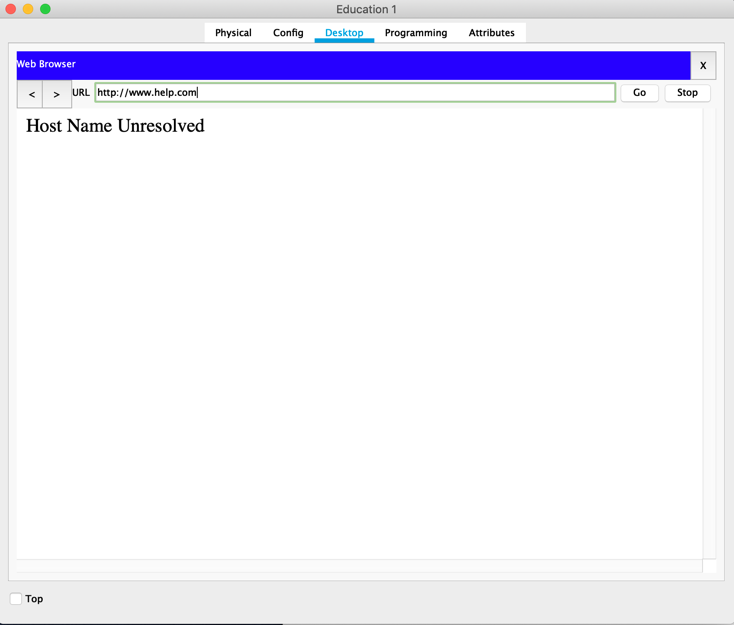 Education 1
Physical Config Desktop Programming Attributes
Web Browser X
< > URL http://www.help.com Go Stop
Host Name Unresolved
Top